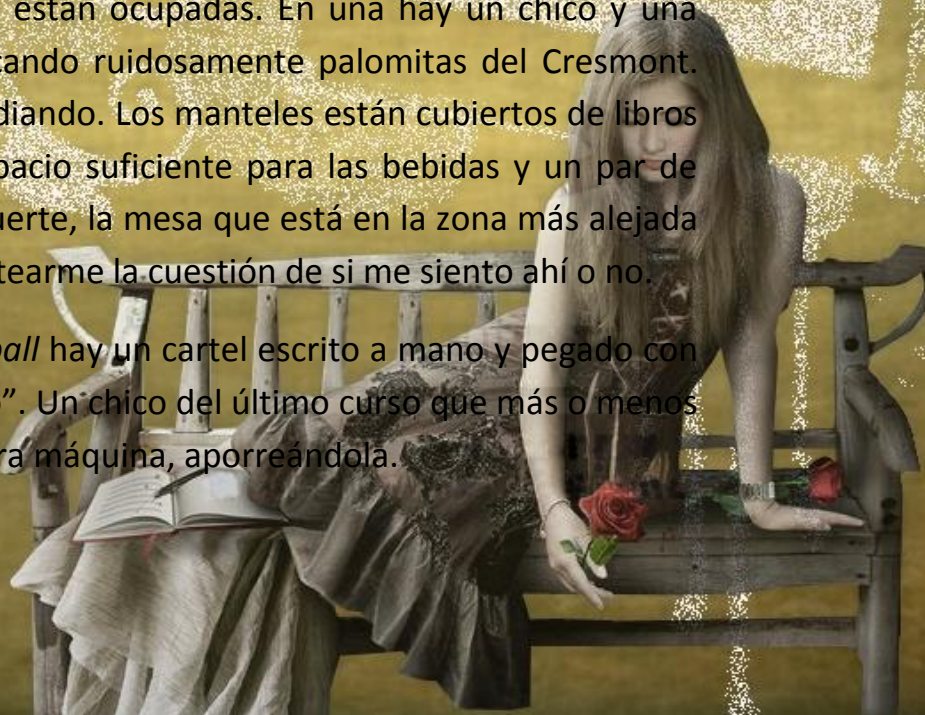 están ocupadas. En una hay un chico y una
ando ruidosamente palomitas del Cresmont.
diando. Los manteles están cubiertos de libros
pacio suficiente para las bebidas y un par de
uerte, la mesa que está en la zona más alejada
tearme la cuestión de si me siento ahí o no.
ball hay un cartel escrito a mano y pegado con
”. Un chico del último curso que más o menos
ra máquina, aporreándola.